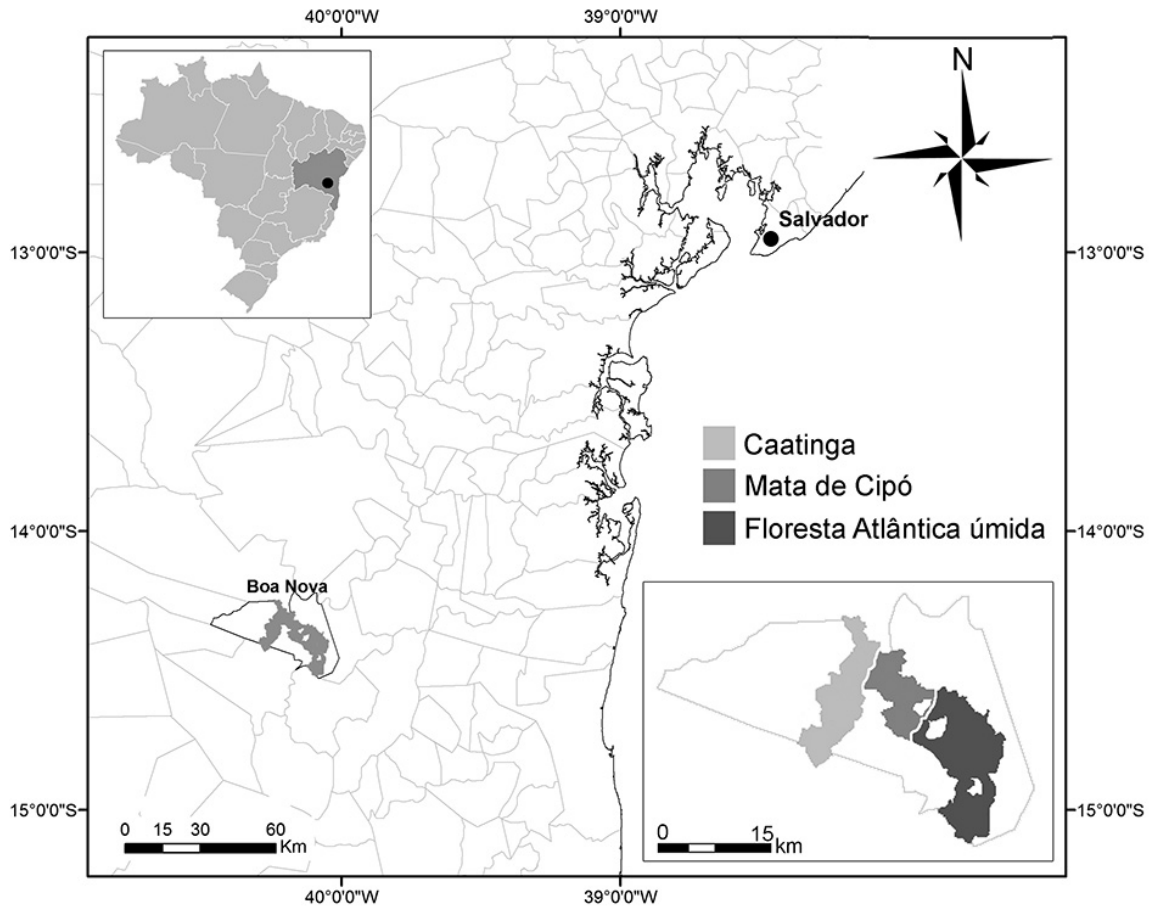 40°0'0"W 39°0'0"W
N
Salvador
13°0'0"S 13°0'0"S
Caatinga
Mata de Cipó
Floresta Atlântica úmida
14°0'0"S 14°0'0"S
Boa Nova
15°0'0"S 15°0'0"S
0 15 30 60
Km
0 15
km
40°0'0"W 39°0'0"W